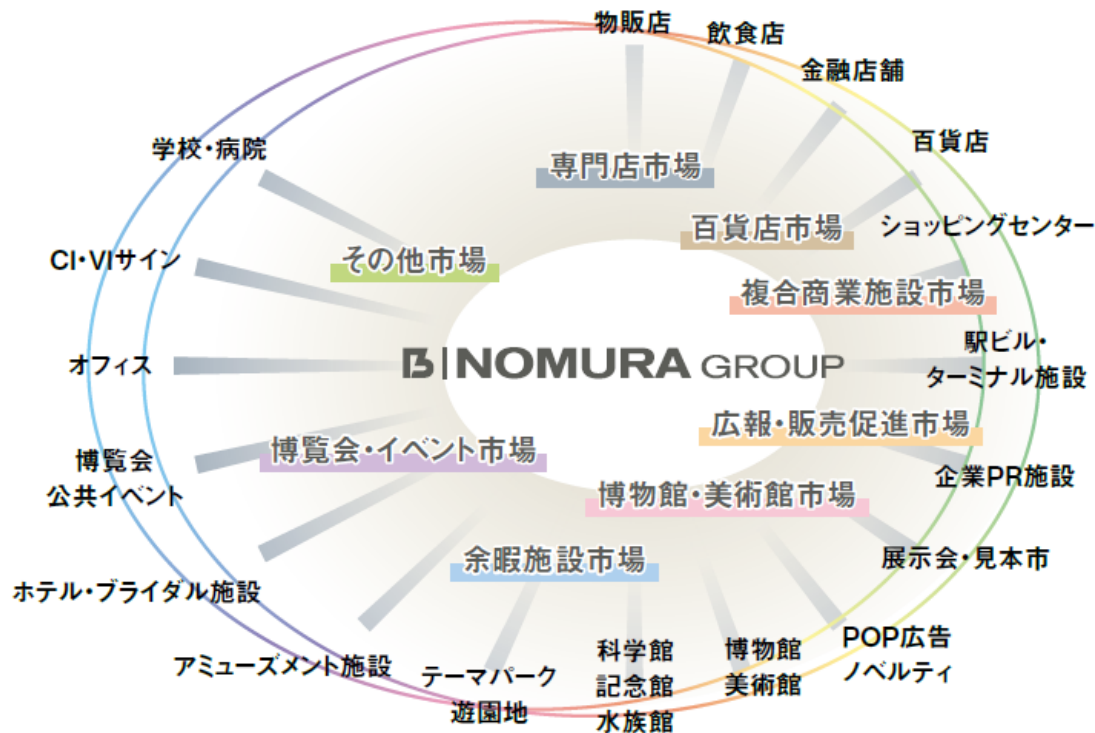 物販店
飲食店
金融店舗
百貨店
学校・病院
専門店市場
百貨店市場
ショッピングセンター
CI・VIサイン
その他市場
複合商業施設市場
オフィス
NOMURA GROUP
駅ビル・
ターミナル施設
広報・販売促進市場
博覧会・イベント市場
博覧会
公共イベント
企業PR施設
博物館・美術館市場
余暇施設市場
展示会・見本市
ホテル・ブライダル施設
アミューズメント施設
テーマパーク
遊園地
科学館
記念館
水族館
博物館
美術館
POP広告
ノベルティ